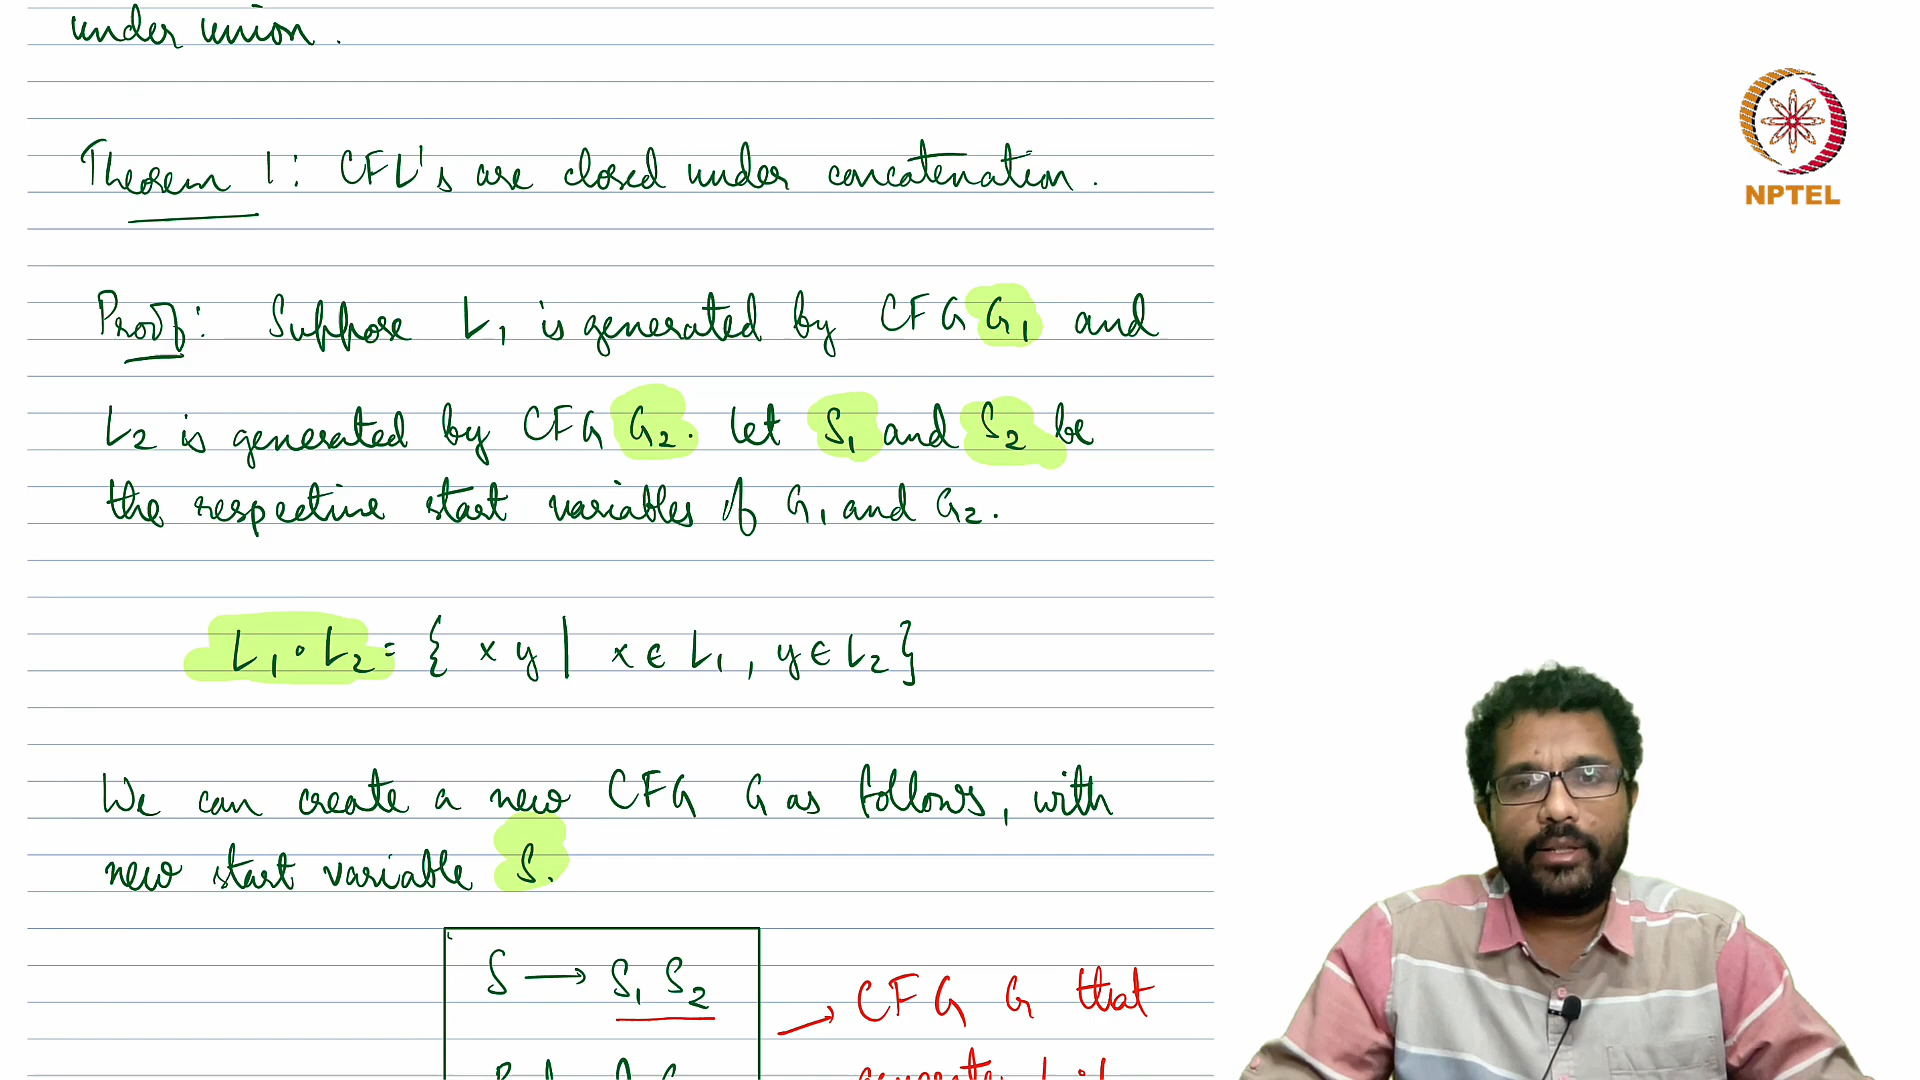 under union.
Theorem 1: CFL's are closed under concatenation.
Proof: Suppose L₁ is generated by CFG G₁ and
L₂ is generated by CFG G₂. Let S₁ and S₂ be
the respective start variables of G₁ and G₂.
L₁ ∘ L₂ = { x y | x ∈ L₁, y ∈ L₂ }
We can create a new CFG G as follows, with
new start variable S.
S → S₁ S₂
→ CFG G that
NPTEL